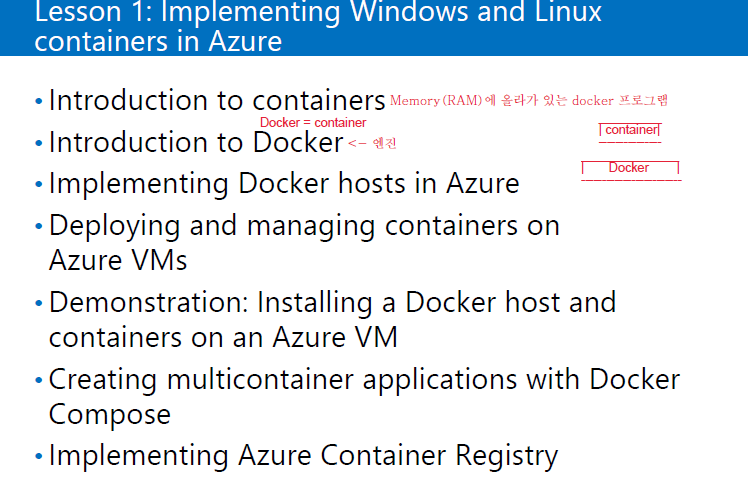 Lesson 1: Implementing Windows and Linux
containers in Azure
• Introduction to containers Memory(RAM)에 올라가 있는 docker 프로그램
Docker = container
• Introduction to Docker <- 엔진
| container|
• Implementing Docker hosts in Azure
| Docker |
• Deploying and managing containers on
Azure VMs
• Demonstration: Installing a Docker host and
containers on an Azure VM
• Creating multicontainer applications with Docker
Compose
• Implementing Azure Container Registry